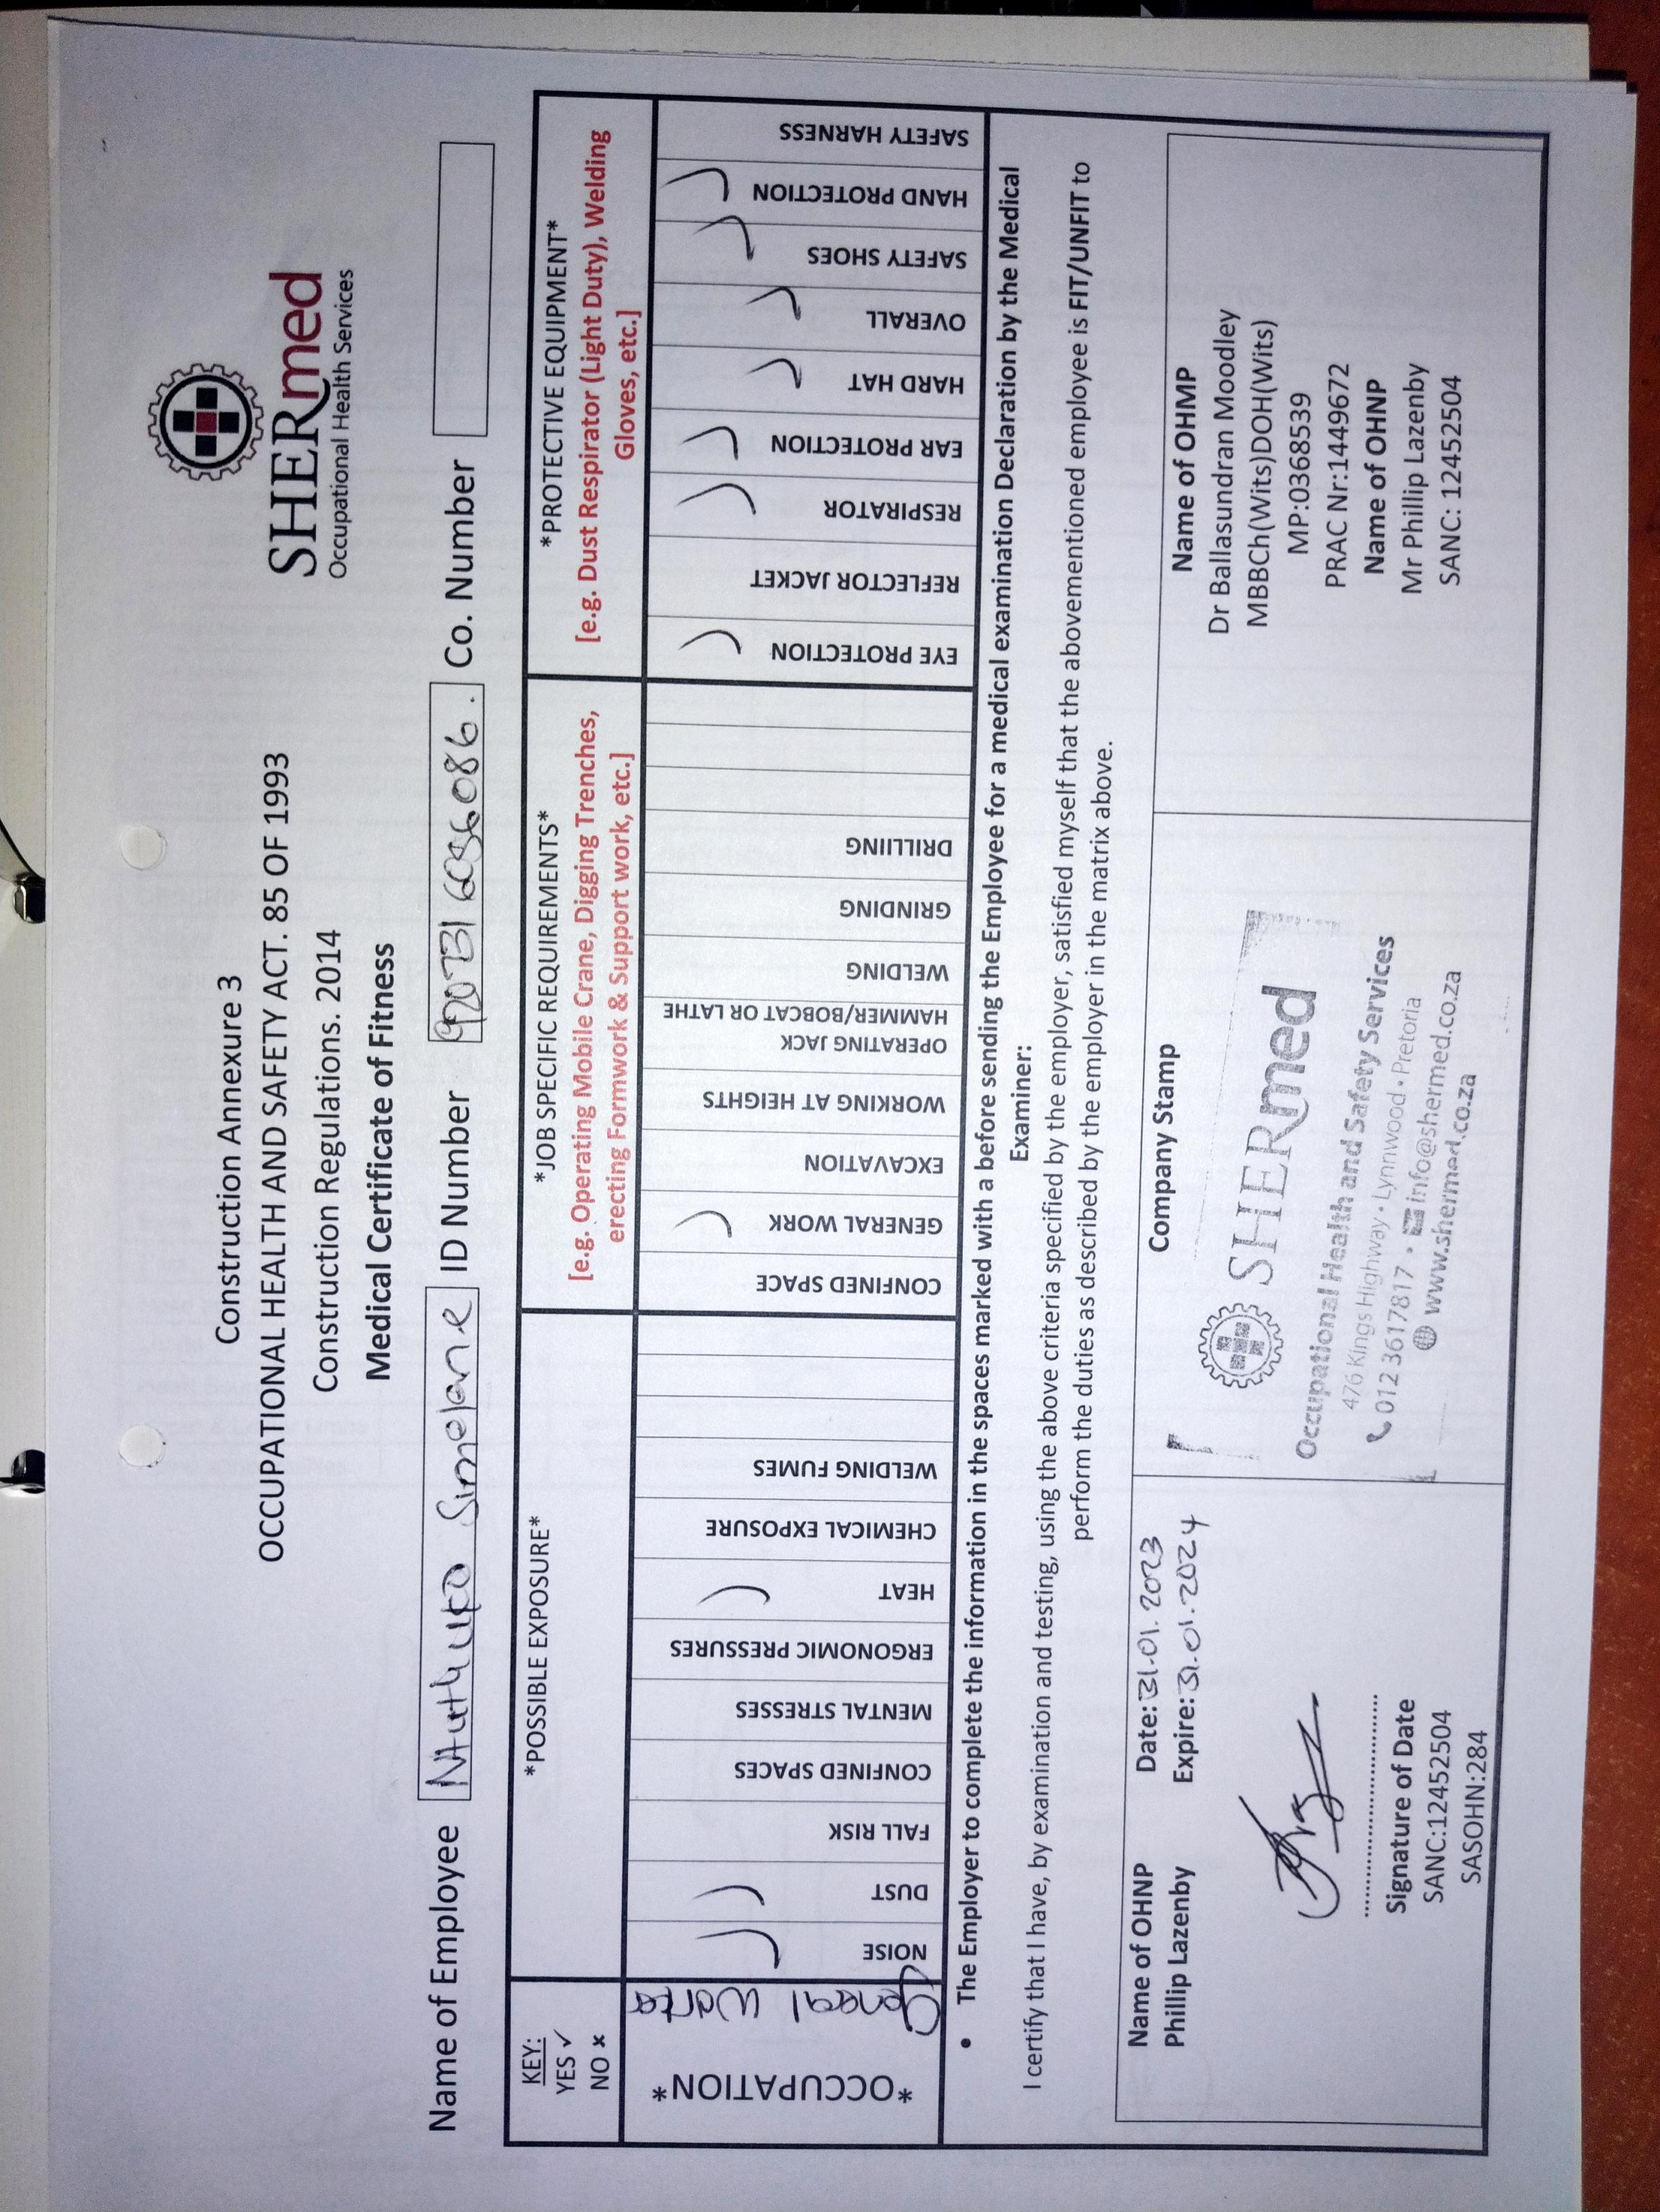 SHERmed
Occupational Health Services
Construction Annexure 3
OCCUPATIONAL HEALTH AND SAFETY ACT. 85 OF 1993
Construction Regulations. 2014
Medical Certificate of Fitness
Name of Employee Simelane ID Number Co. Number
KEY:
YES ✓
NO ×
*POSSIBLE EXPOSURE*
*JOB SPECIFIC REQUIREMENTS*
[e.g. Operating Mobile Crane, Digging Trenches,
erecting Formwork & Support work, etc.]
*PROTECTIVE EQUIPMENT*
[e.g. Dust Respirator (Light Duty), Welding
Gloves, etc.]
*OCCUPATION*
General Worker
NOISE ✓
DUST ✓
FALL RISK
CONFINED SPACES
MENTAL STRESSES
ERGONOMIC PRESSURES
HEAT ✓
CHEMICAL EXPOSURE
WELDING FUMES
CONFINED SPACE
GENERAL WORK ✓
EXCAVATION
WORKING AT HEIGHTS
OPERATING JACK
HAMMER/BOBCAT OR LATHE
WELDING
GRINDING
DRILLIING
EYE PROTECTION ✓
REFLECTOR JACKET
RESPIRATOR ✓
EAR PROTECTION ✓
HARD HAT ✓
OVERALL ✓
SAFETY SHOES ✓
HAND PROTECTION ✓
SAFETY HARNESS
• The Employer to complete the information in the spaces marked with a before sending the Employee for a medical examination Declaration by the Medical
Examiner:
I certify that I have, by examination and testing, using the above criteria specified by the employer, satisfied myself that the abovementioned employee is FIT/UNFIT to
perform the duties as described by the employer in the matrix above.
Name of OHNP
Phillip Lazenby
Date: 31.01.2023
Expire: 31.01.2024
Signature of Date
SANC:12452504
SASOHN:284
Company Stamp
SHERmed
Occupational Health and Safety Services
476 Kings Highway • Lynnwood • Pretoria
012 3617817 • info@shermed.co.za
www.shermed.co.za
Name of OHMP
Dr Ballasundran Moodley
MBBCh(Wits)DOH(Wits)
MP:0368539
PRAC Nr:1449672
Name of OHNP
Mr Phillip Lazenby
SANC: 12452504